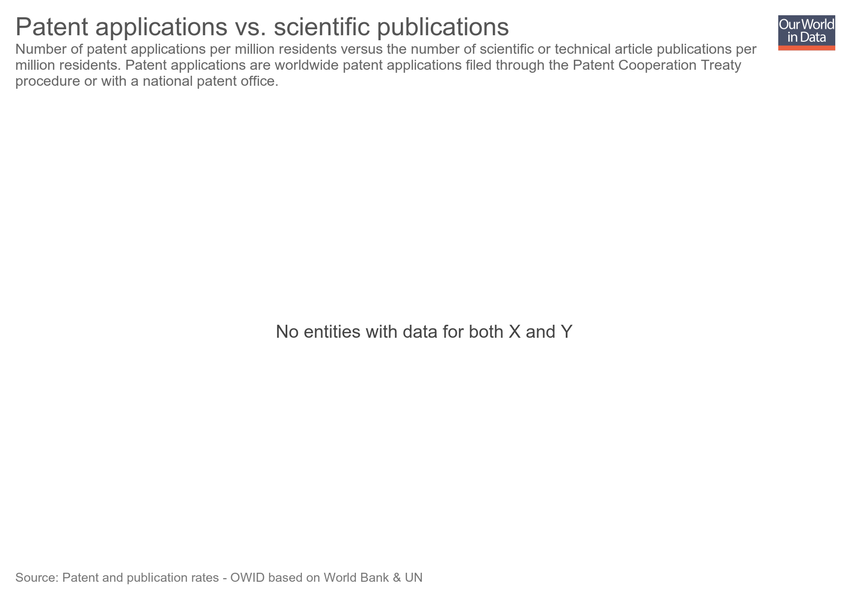 Patent applications vs. scientific publications
Our World
in Data
Number of patent applications per million residents versus the number of scientific or technical article publications per
million residents. Patent applications are worldwide patent applications filed through the Patent Cooperation Treaty
procedure or with a national patent office.
No entities with data for both X and Y
Source: Patent and publication rates - OWID based on World Bank & UN